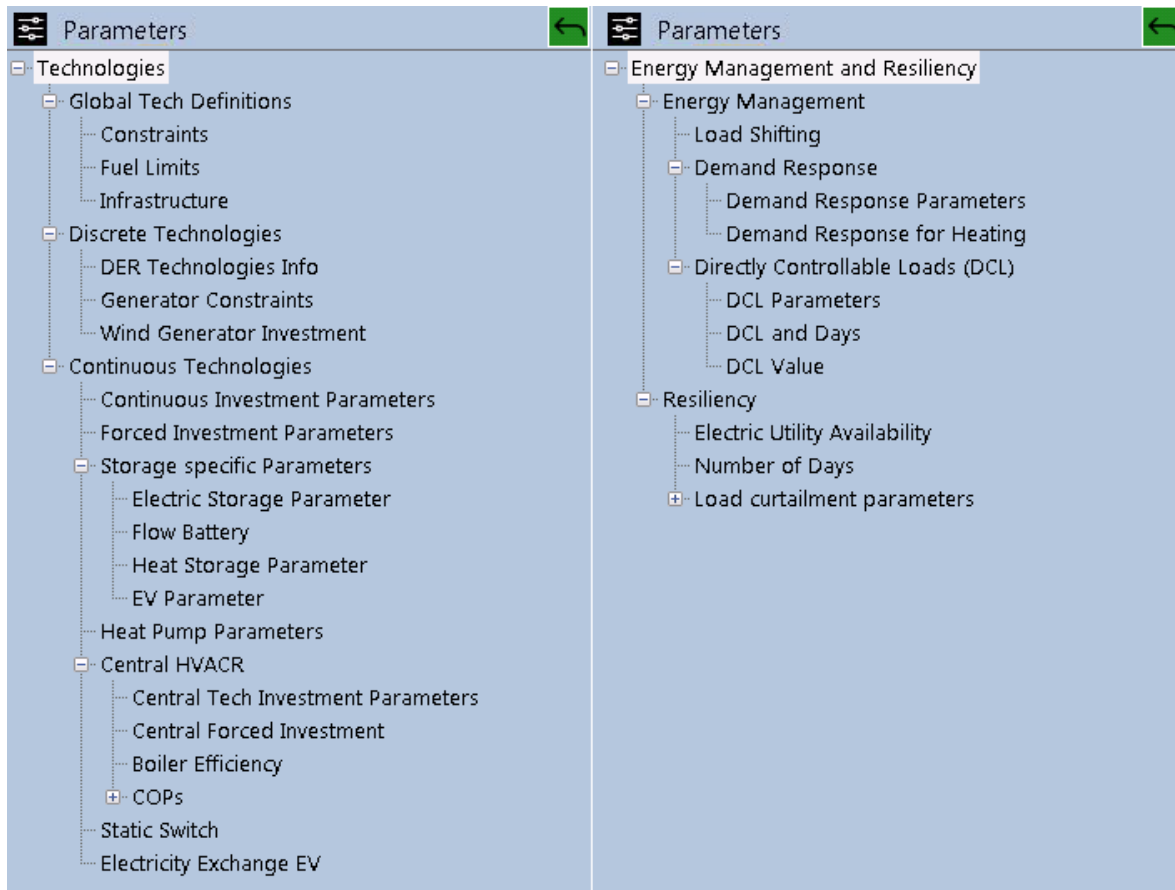 Parameters
Technologies
Global Tech Definitions
Constraints
Fuel Limits
Infrastructure
Discrete Technologies
DER Technologies Info
Generator Constraints
Wind Generator Investment
Continuous Technologies
Continuous Investment Parameters
Forced Investment Parameters
Storage specific Parameters
Electric Storage Parameter
Flow Battery
Heat Storage Parameter
EV Parameter
Heat Pump Parameters
Central HVACR
Central Tech Investment Parameters
Central Forced Investment
Boiler Efficiency
COPs
Static Switch
Electricity Exchange EV
Parameters
Energy Management and Resiliency
Energy Management
Load Shifting
Demand Response
Demand Response Parameters
Demand Response for Heating
Directly Controllable Loads (DCL)
DCL Parameters
DCL and Days
DCL Value
Resiliency
Electric Utility Availability
Number of Days
Load curtailment parameters